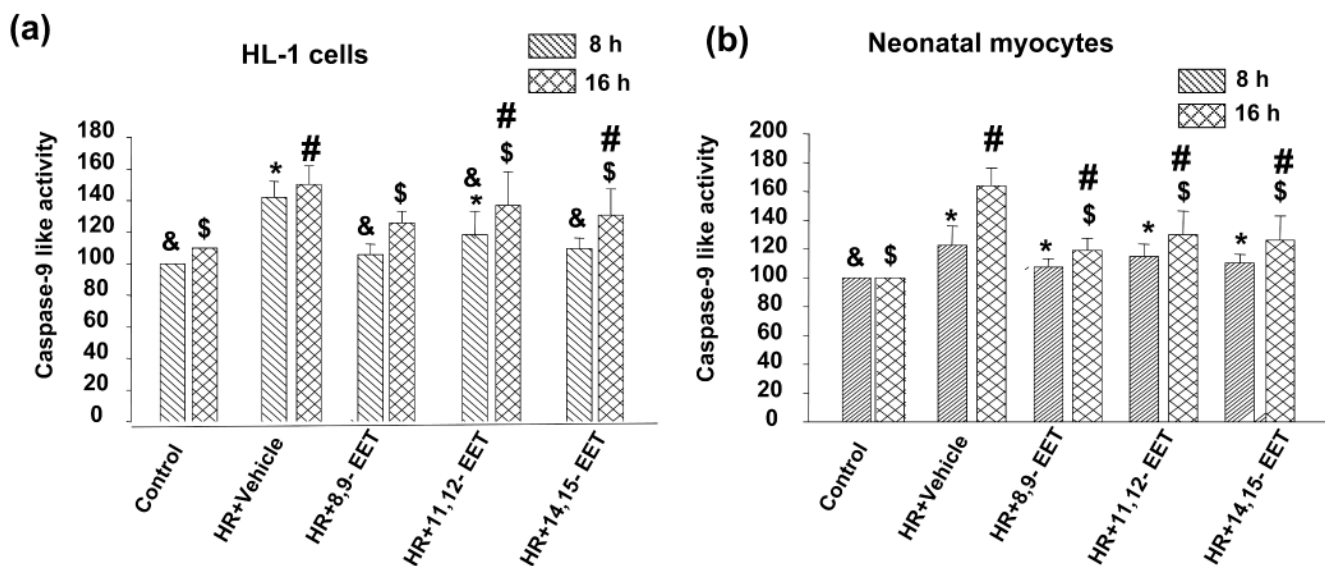 (a)
HL-1 cells
8 h
16 h
Caspase-9 like activity
180
160
140
120
100
80
60
40
20
0
& $
* #
& $
& * # $
& # $
Control
HR+Vehicle
HR+8,9- EET
HR+11,12- EET
HR+14,15- EET
(b)
Neonatal myocytes
8 h
16 h
Caspase-9 like activity
200
180
160
140
120
100
80
60
40
20
0
& $
* #
* # $
* # $
* # $
Control
HR+Vehicle
HR+8,9- EET
HR+11,12- EET
HR+14,15- EET